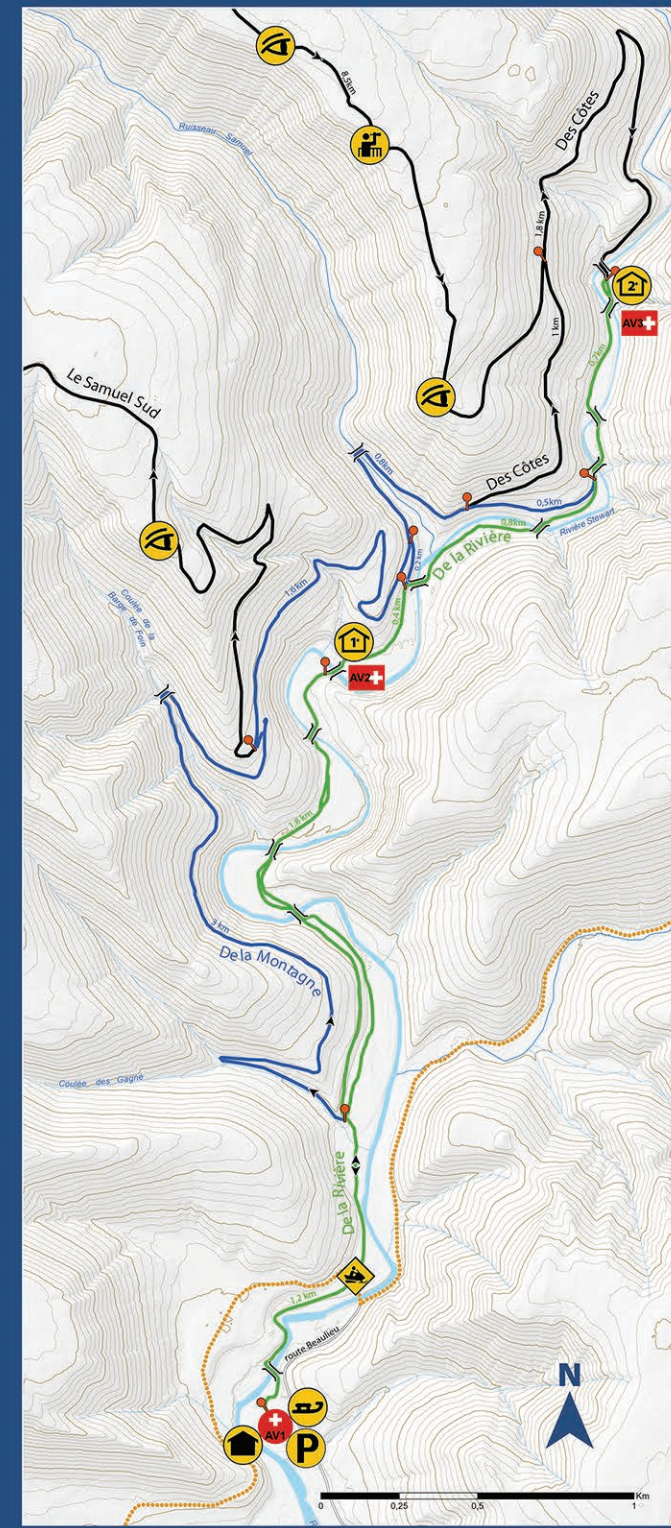 8,5km
Ruisseau Samuel
Des Côtes
1,8 km
2
AV3
1 km
0,7km
Le Samuel Sud
0,8km
Des Côtes
0,5km
0,8km
Rivière Stewart
De la Rivière
0,2 km
0,4 km
1,6km
Coulée de la
Barge de Foin
1
AV2
1,8 km
3 km
De la Montagne
Coulée des Gagné
De la Rivière
1,2 km
route Beaulieu
AV1
P
N
Km
0 0,25 0,5 1